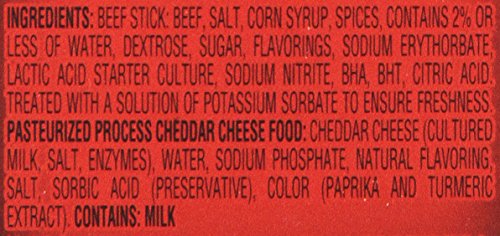 INGREDIENTS: BEEF STICK: BEEF, SALT, CORN SYRUP, SPICES, CONTAINS 2% OR
LESS OF WATER, DEXTROSE, SUGAR, FLAVORINGS, SODIUM ERYTHORBATE,
LACTIC ACID STARTER CULTURE, SODIUM NITRITE, BHA, BHT, CITRIC ACID.
TREATED WITH A SOLUTION OF POTASSIUM SORBATE TO ENSURE FRESHNESS.
PASTEURIZED PROCESS CHEDDAR CHEESE FOOD: CHEDDAR CHEESE (CULTURED
MILK, SALT, ENZYMES), WATER, SODIUM PHOSPHATE, NATURAL FLAVORING,
SALT, SORBIC ACID (PRESERVATIVE), COLOR (PAPRIKA AND TURMERIC
EXTRACT). CONTAINS: MILK